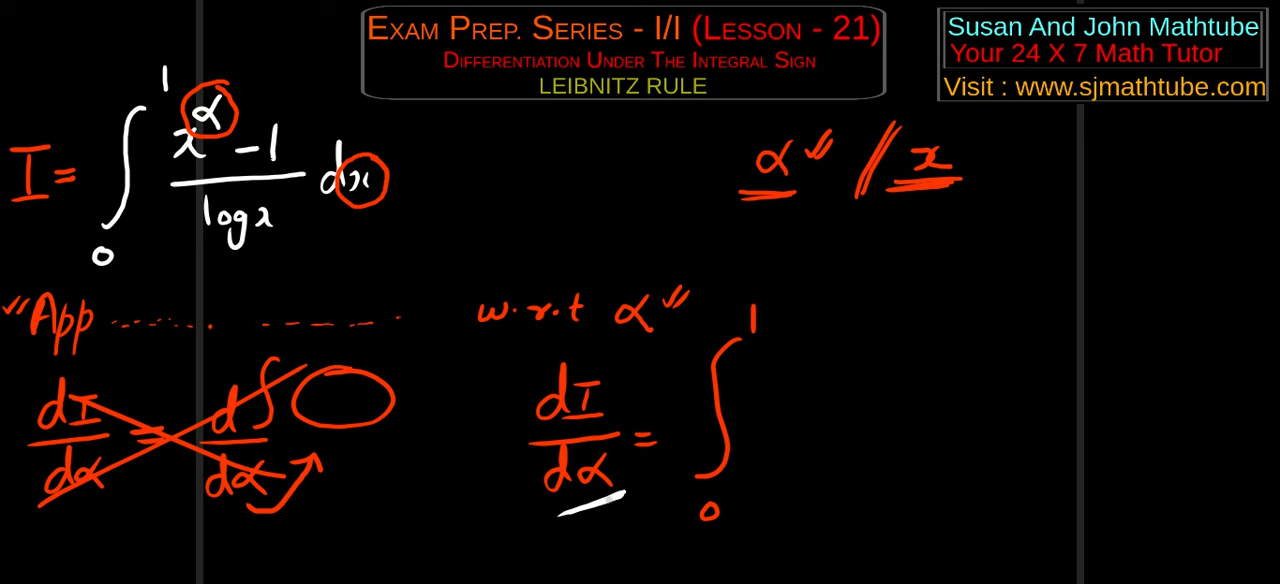 EXAM PREP. SERIES - I/I (LESSON - 21)
DIFFERENTIATION UNDER THE INTEGRAL SIGN
LEIBNITZ RULE
Susan And John Mathtube
Your 24 X 7 Math Tutor
Visit : www.sjmathtube.com
I = ∫₀¹ (x^α - 1)/(log x) dx
α // x
"App ........ ------ w.r.t α"
dI/dα = d/dα ∫
dI/dα = ∫₀¹